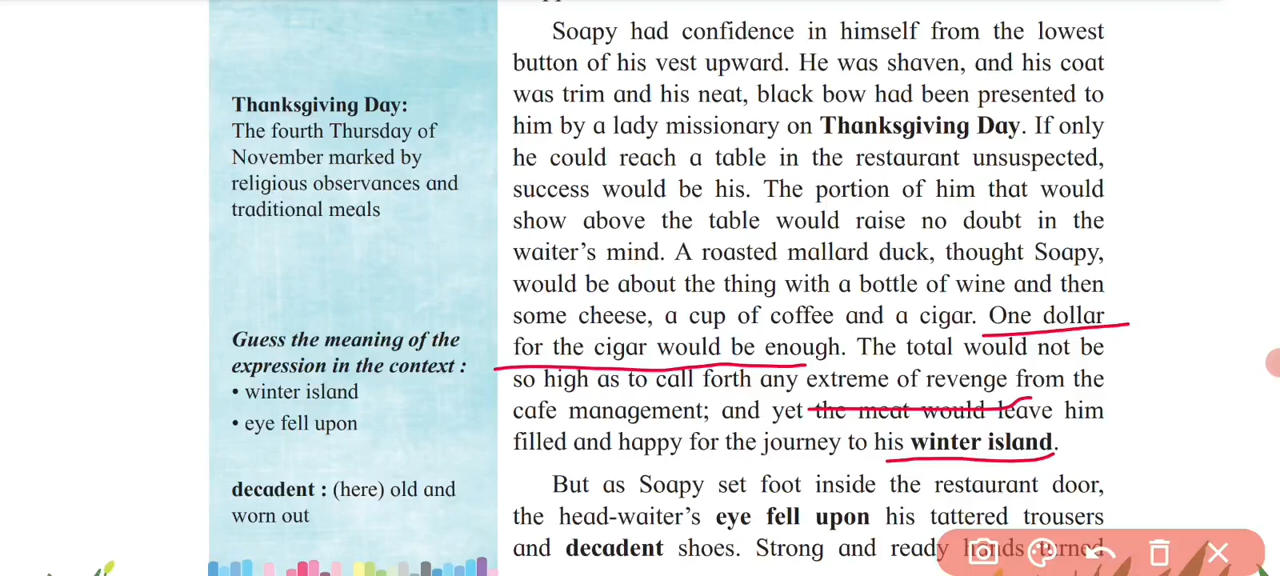 Thanksgiving Day:
The fourth Thursday of
November marked by
religious observances and
traditional meals
Guess the meaning of the
expression in the context :
• winter island
• eye fell upon
decadent : (here) old and
worn out
Soapy had confidence in himself from the lowest
button of his vest upward. He was shaven, and his coat
was trim and his neat, black bow had been presented to
him by a lady missionary on Thanksgiving Day. If only
he could reach a table in the restaurant unsuspected,
success would be his. The portion of him that would
show above the table would raise no doubt in the
waiter's mind. A roasted mallard duck, thought Soapy,
would be about the thing with a bottle of wine and then
some cheese, a cup of coffee and a cigar. One dollar
for the cigar would be enough. The total would not be
so high as to call forth any extreme of revenge from the
cafe management; and yet the meat would leave him
filled and happy for the journey to his winter island.
But as Soapy set foot inside the restaurant door,
the head-waiter's eye fell upon his tattered trousers
and decadent shoes. Strong and ready hands turned